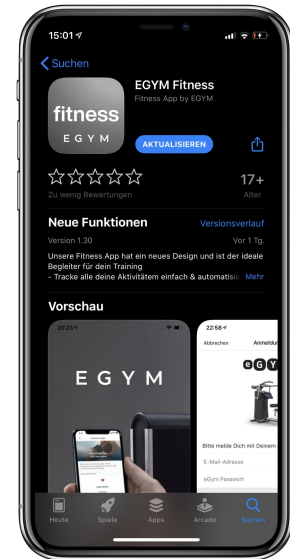 15:01
Suchen
fitness
EGYM
EGYM Fitness
Fitness App by EGYM
AKTUALISIEREN
17+
Zu wenig Bewertungen
Alter
Neue Funktionen
Versionsverlauf
Version 1.30
Vor 1 Tg.
Unsere Fitness App hat ein neues Design und ist der ideale
Begleiter für dein Training
- Tracke alle deine Aktivitätem einfach & automatisie
Mehr
Vorschau
20:23
EGYM
22:58
Abbrechen
Anmeldu
eGY
Bitte melde Dich mit Deinem
E-Mail-Adresse
eGym Passwort
Heute
Spiele
Apps
Arcade
Suchen